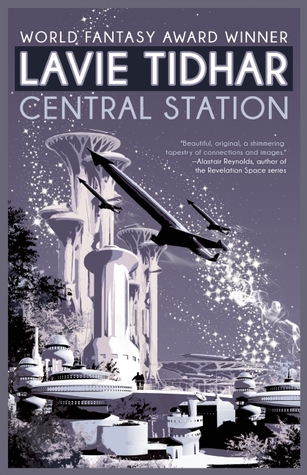 WORLD FANTASY AWARD WINNER
LAVIE TIDHAR
CENTRAL STATION
"Beautiful, original, a shimmering
tapestry of connections and images."
—Alastair Reynolds, author of
the Revelation Space series